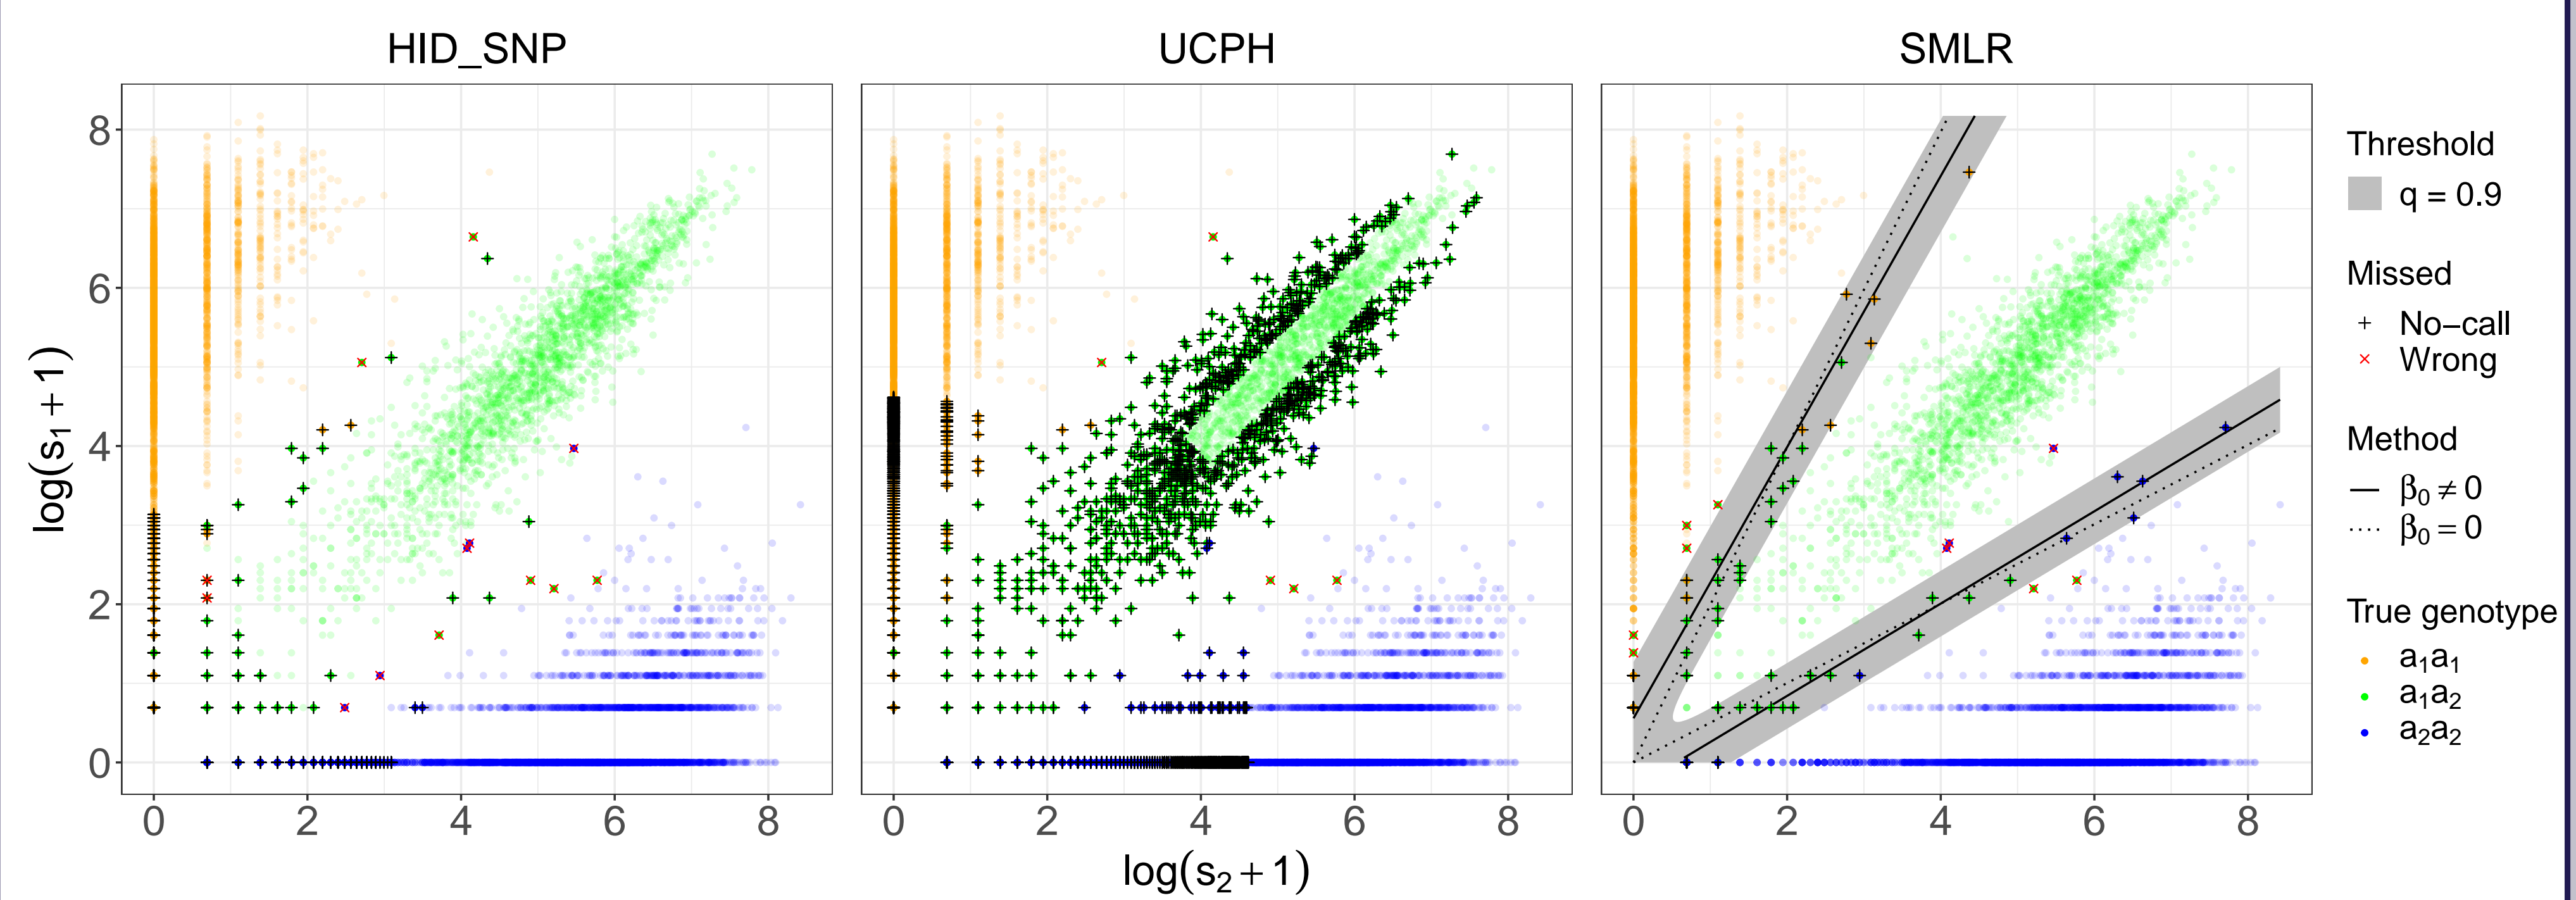 HID_SNP
UCPH
SMLR
log(s₁ + 1)
8
6
4
2
0
0 2 4 6 8
0 2 4 6 8
0 2 4 6 8
log(s₂ + 1)
Threshold
q = 0.9
Missed
No−call
Wrong
Method
β₀ ≠ 0
β₀ = 0
True genotype
a₁a₁
a₁a₂
a₂a₂